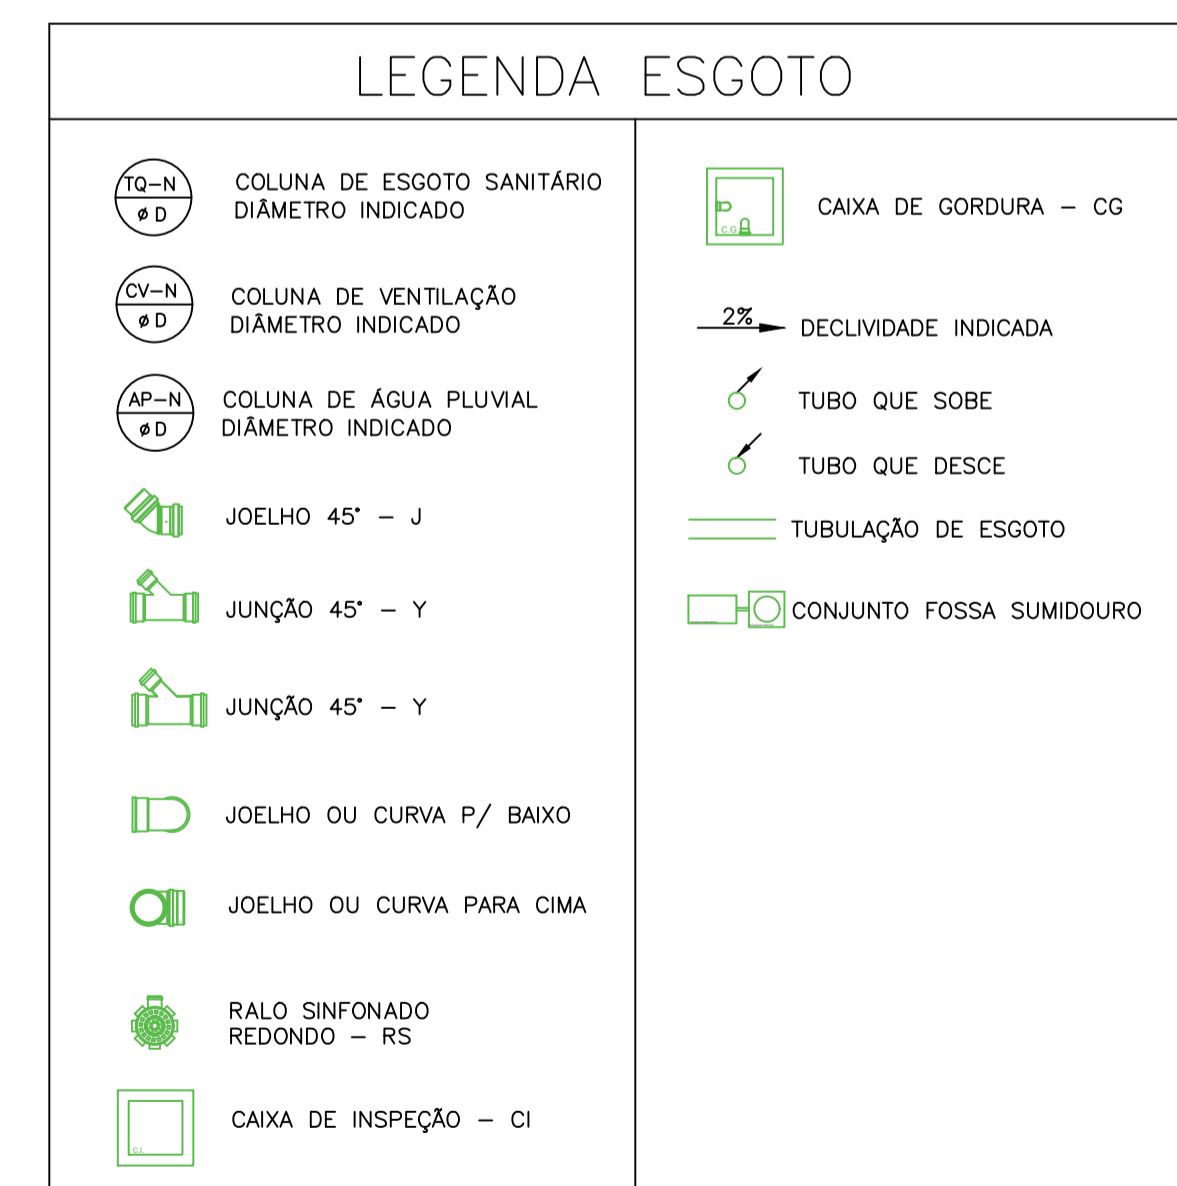 LEGENDA ESGOTO
TQ-N
ø D
COLUNA DE ESGOTO SANITÁRIO
DIÂMETRO INDICADO
CV-N
ø D
COLUNA DE VENTILAÇÃO
DIÂMETRO INDICADO
AP-N
ø D
COLUNA DE ÁGUA PLUVIAL
DIÂMETRO INDICADO
JOELHO 45° - J
JUNÇÃO 45° - Y
JUNÇÃO 45° - Y
JOELHO OU CURVA P/ BAIXO
JOELHO OU CURVA PARA CIMA
RALO SINFONADO
REDONDO - RS
C.I.
CAIXA DE INSPEÇÃO - CI
C.G.
CAIXA DE GORDURA - CG
2%
DECLIVIDADE INDICADA
TUBO QUE SOBE
TUBO QUE DESCE
TUBULAÇÃO DE ESGOTO
CONJUNTO FOSSA SUMIDOURO